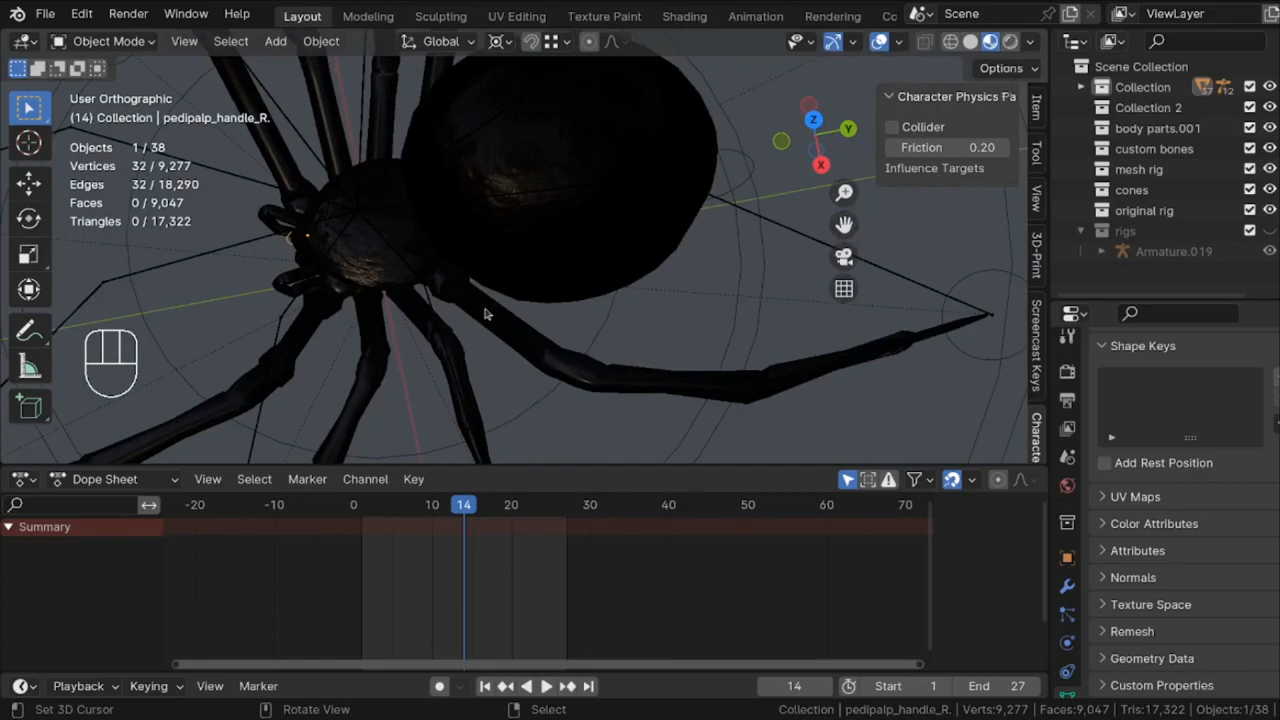 File Edit Render Window Help Layout Modeling Sculpting UV Editing Texture Paint Shading Animation Rendering Co Scene ViewLayer
Object Mode View Select Add Object Global
Options
User Orthographic
(14) Collection | pedipalp_handle_R.
Objects 1 / 38
Vertices 32 / 9,277
Edges 32 / 18,290
Faces 0 / 9,047
Triangles 0 / 17,322
Z
Y
X
Character Physics Pa
Collider
Friction 0.20
Influence Targets
Item
Tool
View
3D-Print
Screencast Keys
Characte
Scene Collection
Collection 37 12
Collection 2
body parts.001
custom bones
mesh rig
cones
original rig
rigs
Armature.019
Shape Keys
Add Rest Position
UV Maps
Color Attributes
Attributes
Normals
Texture Space
Remesh
Geometry Data
Custom Properties
Dope Sheet View Select Marker Channel Key
-20 -10 0 10 14 20 30 40 50 60 70
Summary
Playback Keying View Marker 14 Start 1 End 27
Set 3D Cursor Rotate View Select Collection | pedipalp_handle_R. | Verts:9,277 | Faces:9,047 | Tris:17,322 | Objects:1/38